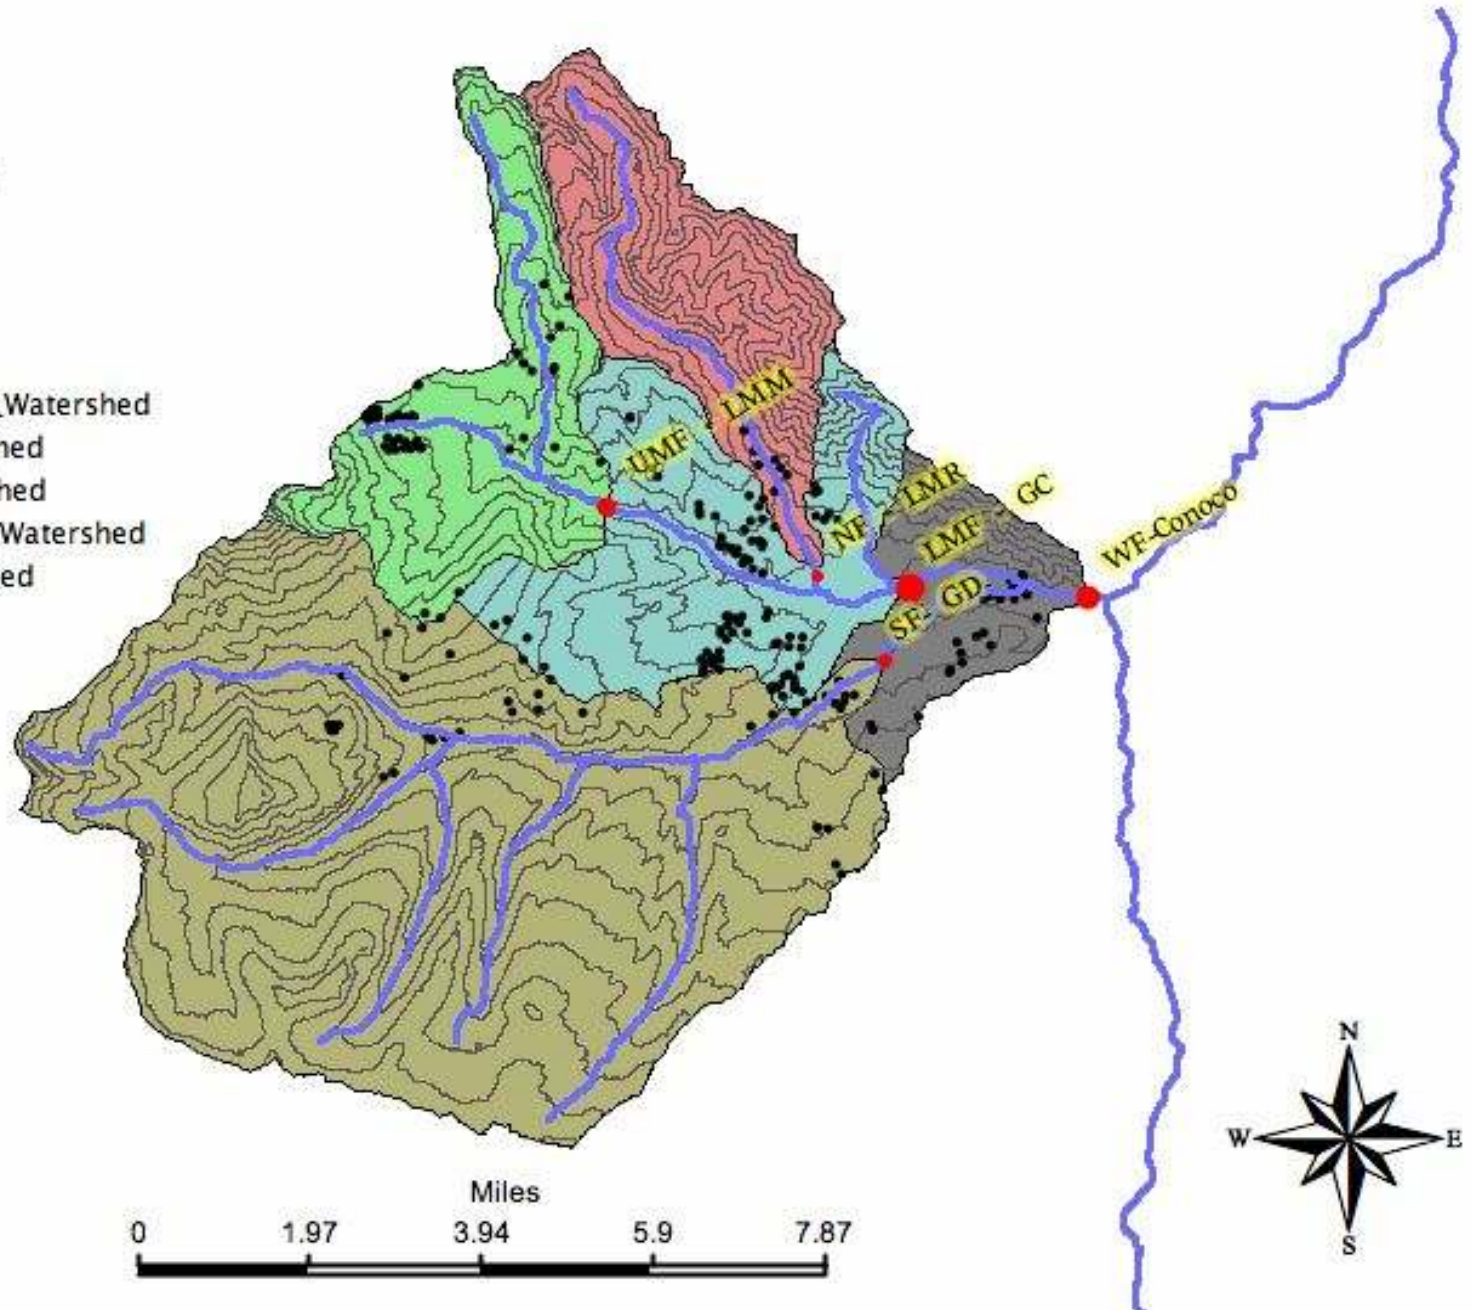 _Watershed
hed
hed
Watershed
ed
LMM
UMF
LMR
GC
NF
LMF
WF-Conoco
SF
GD
N
W
E
S
Miles
0 1.97 3.94 5.9 7.87